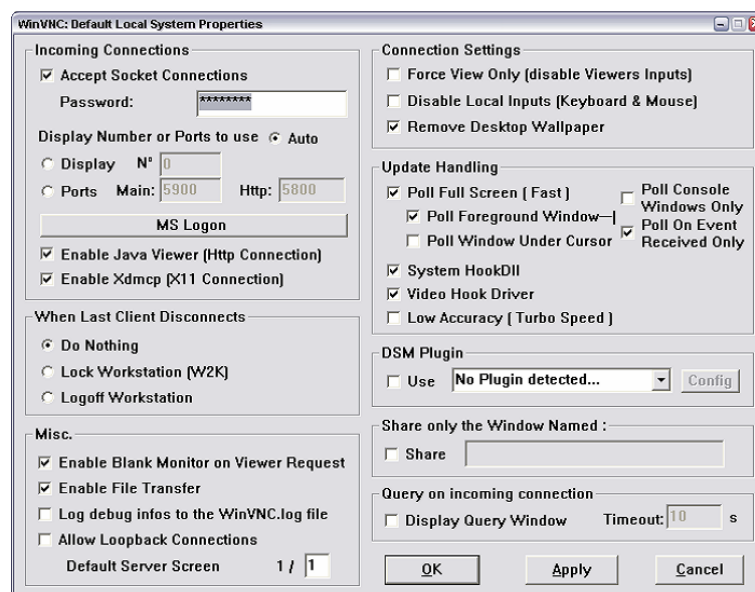 WinVNC: Default Local System Properties
Incoming Connections
Accept Socket Connections
Password: ********
Display Number or Ports to use Auto
Display N° 0
Ports Main: 5900 Http: 5800
MS Logon
Enable Java Viewer (Http Connection)
Enable Xdmcp (X11 Connection)
When Last Client Disconnects
Do Nothing
Lock Workstation (W2K)
Logoff Workstation
Misc.
Enable Blank Monitor on Viewer Request
Enable File Transfer
Log debug infos to the WinVNC.log file
Allow Loopback Connections
Default Server Screen 1 / 1
Connection Settings
Force View Only (disable Viewers Inputs)
Disable Local Inputs (Keyboard & Mouse)
Remove Desktop Wallpaper
Update Handling
Poll Full Screen ( Fast )
Poll Foreground Window
Poll Window Under Cursor
Poll Console
Windows Only
Poll On Event
Received Only
System HookDll
Video Hook Driver
Low Accuracy ( Turbo Speed )
DSM Plugin
Use No Plugin detected... Config
Share only the Window Named :
Share
Query on incoming connection
Display Query Window Timeout: 10 s
OK Apply Cancel